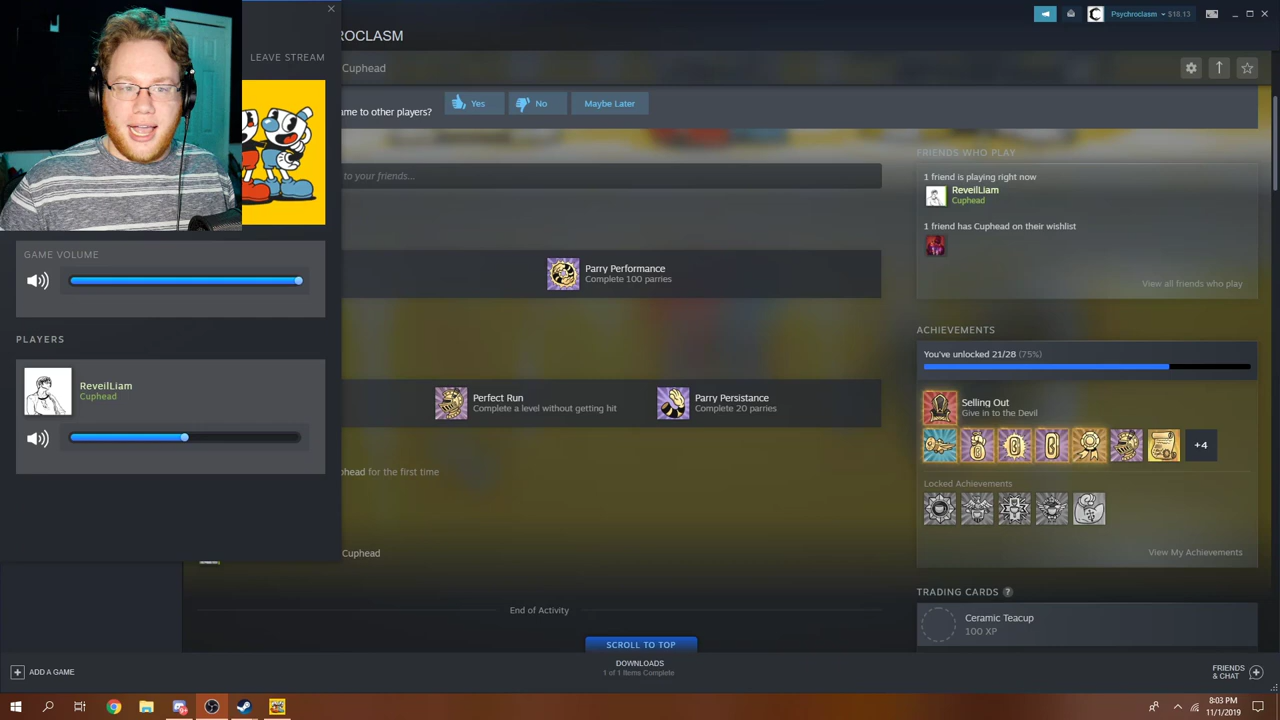 Psychroclasm
$18.13
LEAVE STREAM
ROCLASM
Cuphead
ame to other players?
Yes
No
Maybe Later
to your friends...
FRIENDS WHO PLAY
1 friend is playing right now
ReveilLiam
Cuphead
1 friend has Cuphead on their wishlist
View all friends who play
GAME VOLUME
Parry Performance
Complete 100 parries
PLAYERS
ReveilLiam
Cuphead
ACHIEVEMENTS
You've unlocked 21/28 (75%)
Selling Out
Give in to the Devil
+4
Perfect Run
Complete a level without getting hit
Parry Persistance
Complete 20 parries
phead for the first time
Locked Achievements
View My Achievements
Cuphead
End of Activity
TRADING CARDS ?
Ceramic Teacup
100 XP
SCROLL TO TOP
ADD A GAME
DOWNLOADS
1 of 1 Items Complete
FRIENDS
& CHAT
8:03 PM
11/1/2019